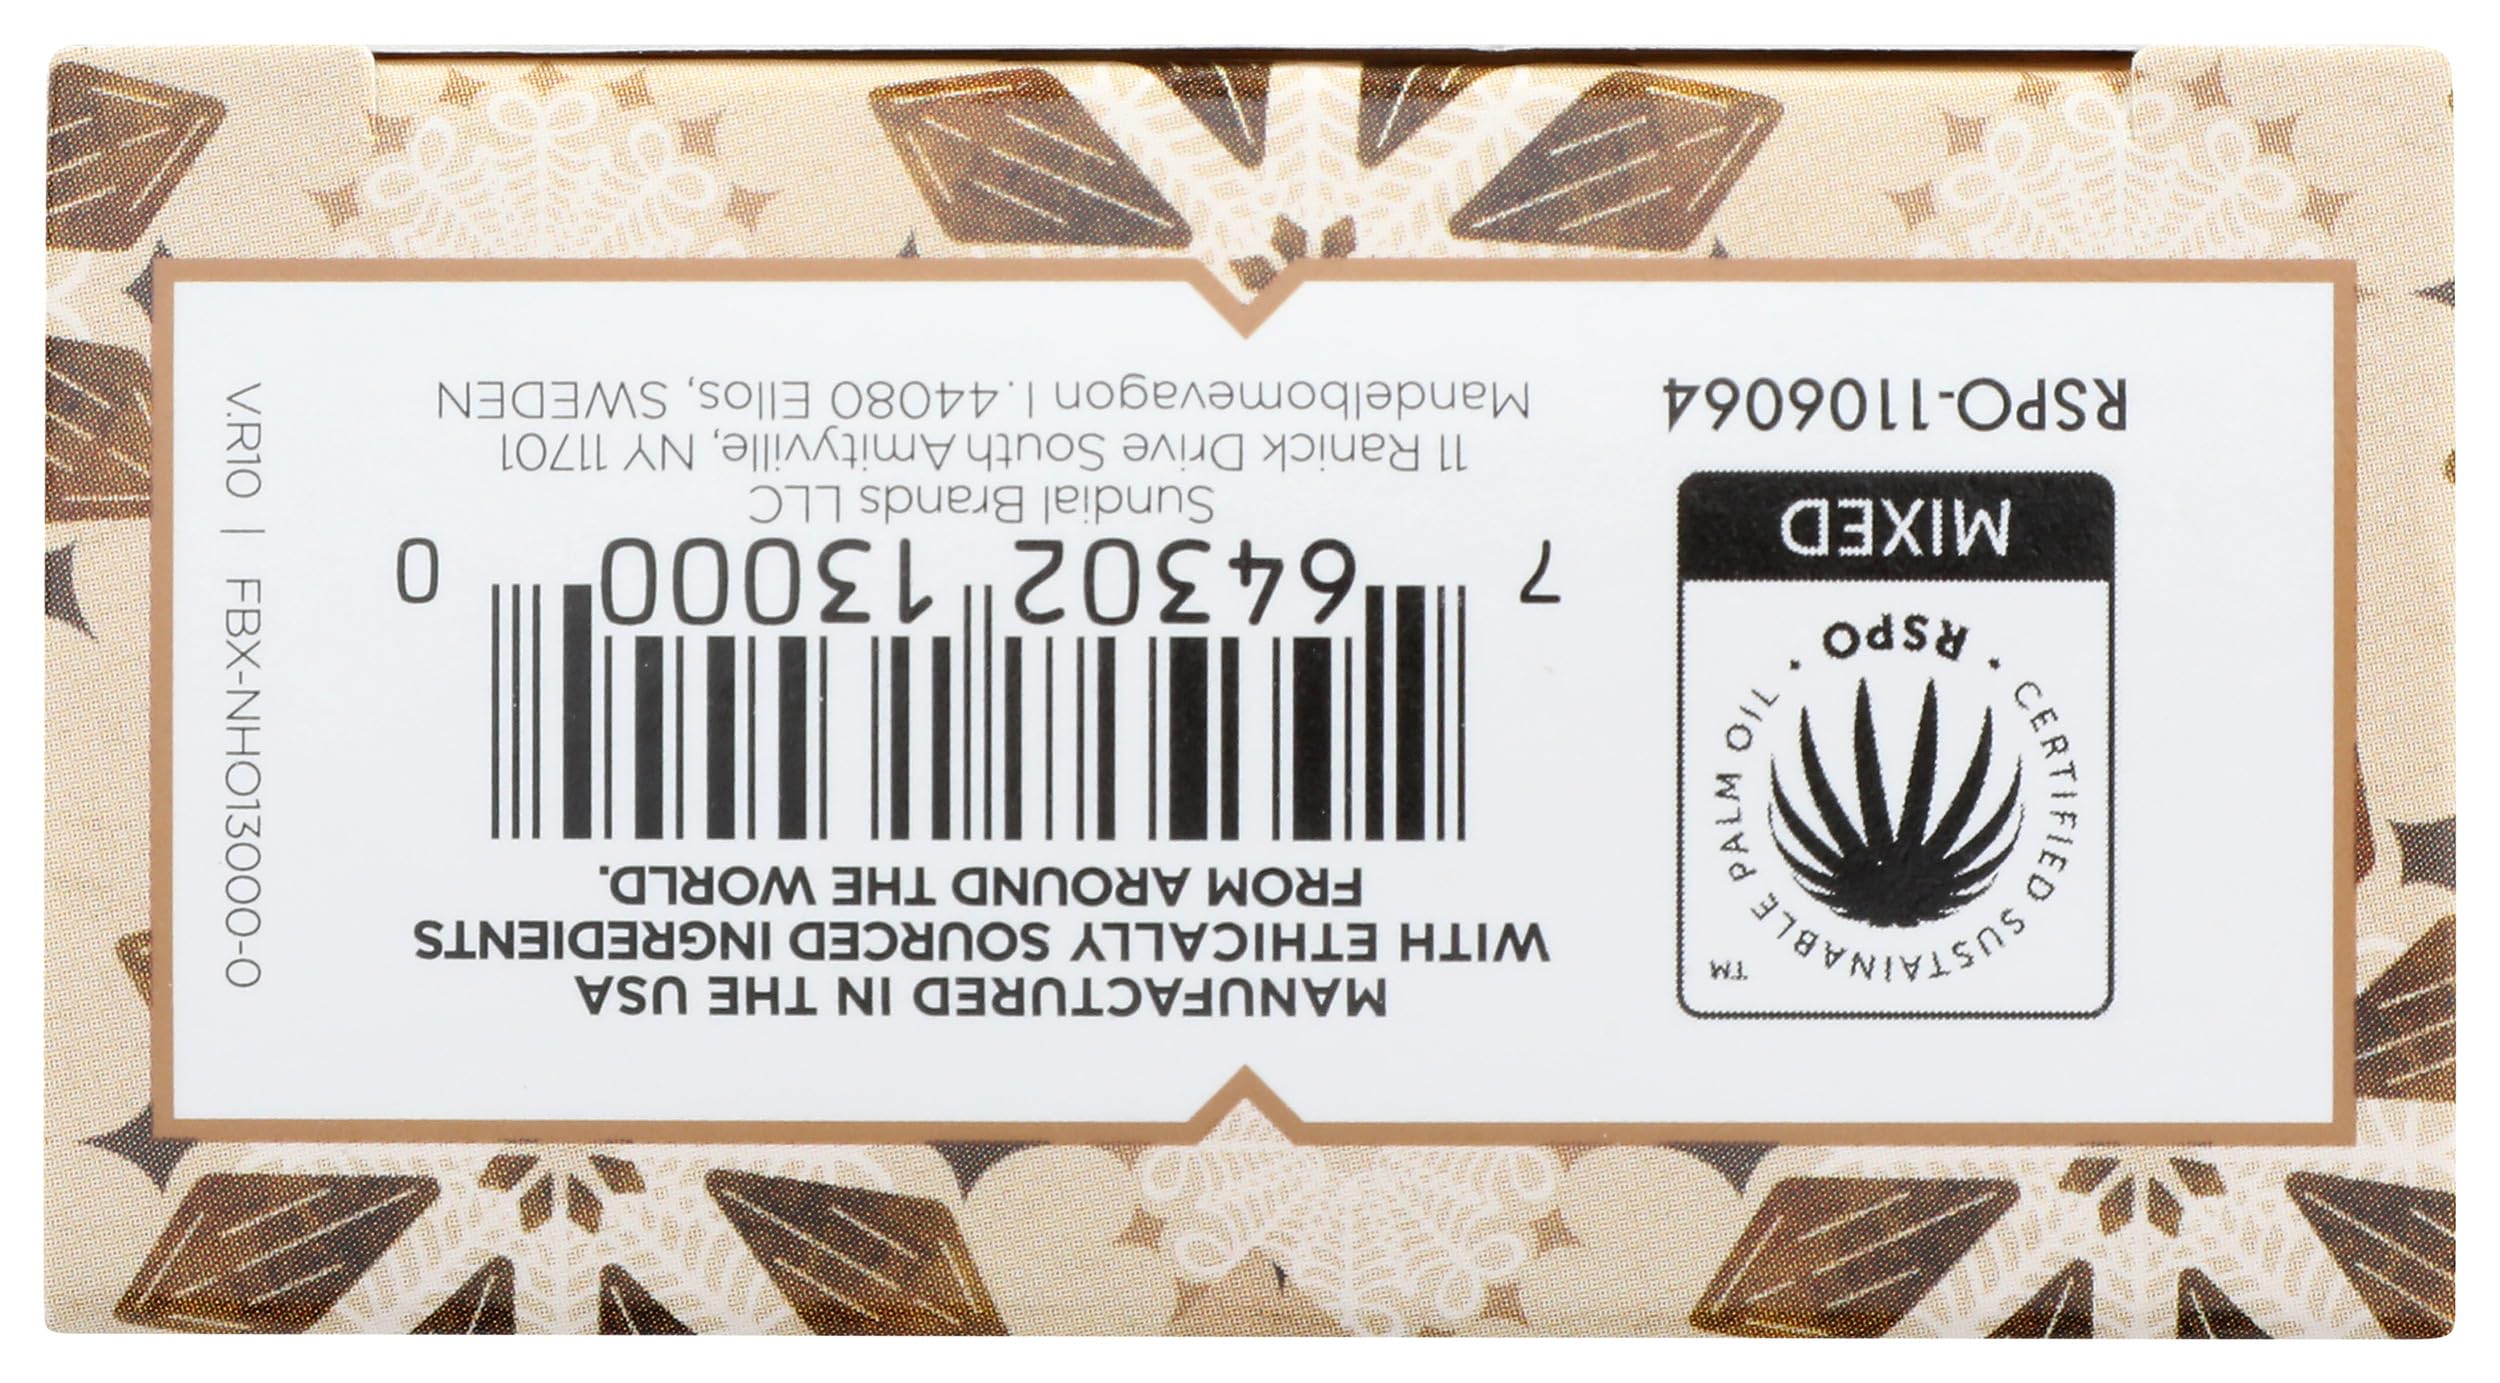 MANUFACTURED IN THE USA
WITH ETHICALLY SOURCED INGREDIENTS
FROM AROUND THE WORLD.
7 64302 13000 0
Sundial Brands LLC
11 Ranick Drive South Amityville, NY 11701
Mandelbornevagon 1. 44080 Ellos, SWEDEN
CERTIFIED SUSTAINABLE PALM OIL
TM
· RSPO ·
MIXED
RSPO-1106064
V.R10 | FBX-NHO13000-0